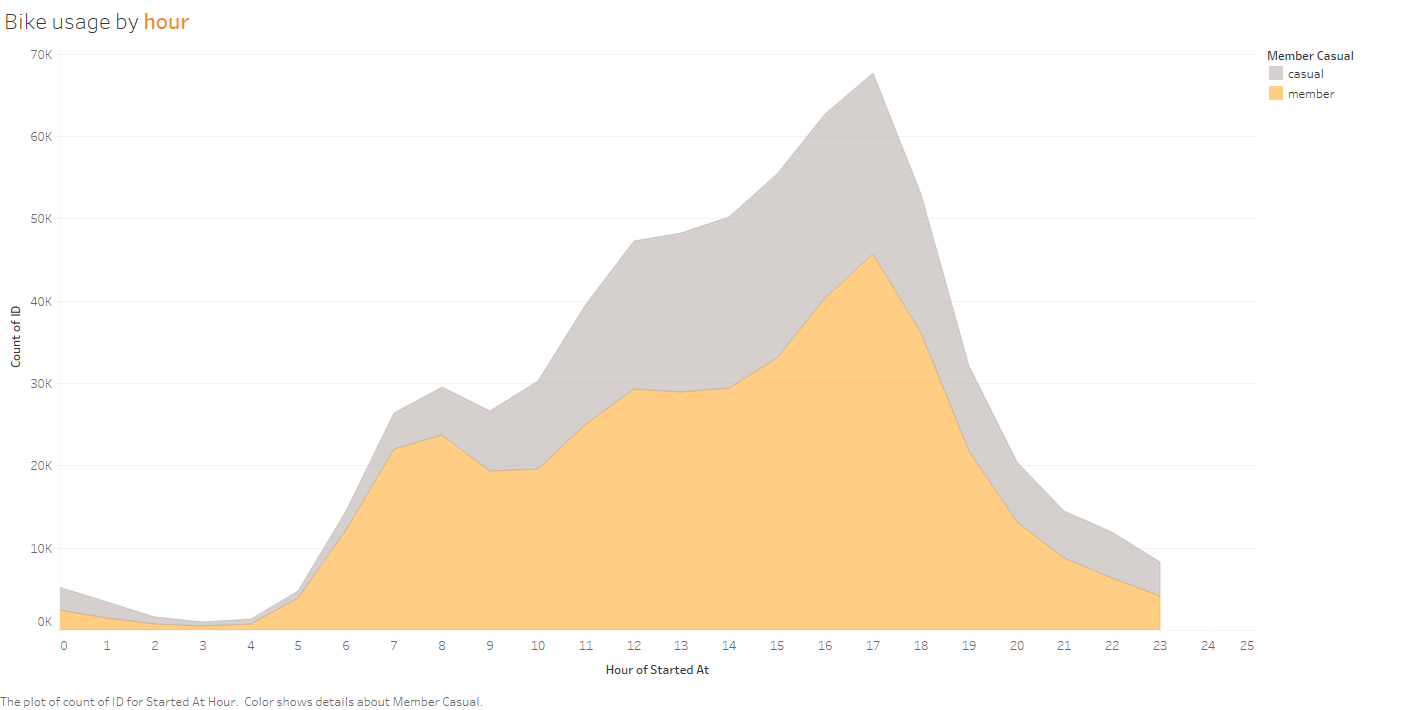 Bike usage by hour
Member Casual
casual
member
70K
60K
50K
40K
30K
20K
10K
0K
Count of ID
0 1 2 3 4 5 6 7 8 9 10 11 12 13 14 15 16 17 18 19 20 21 22 23 24 25
Hour of Started At
The plot of count of ID for Started At Hour. Color shows details about Member Casual.